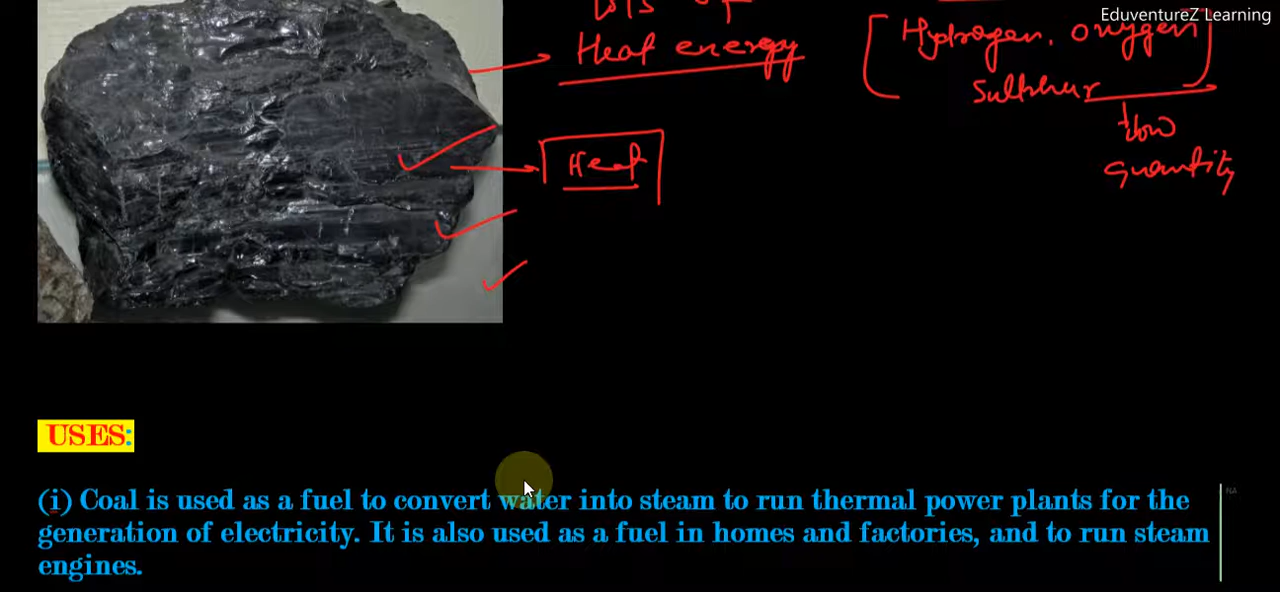 EduventureZ Learning
Hydrogen, oxygen
Heat energy
Sulphur
low
quantity
Heat
USES:
(i) Coal is used as a fuel to convert water into steam to run thermal power plants for the
generation of electricity. It is also used as a fuel in homes and factories, and to run steam
engines.